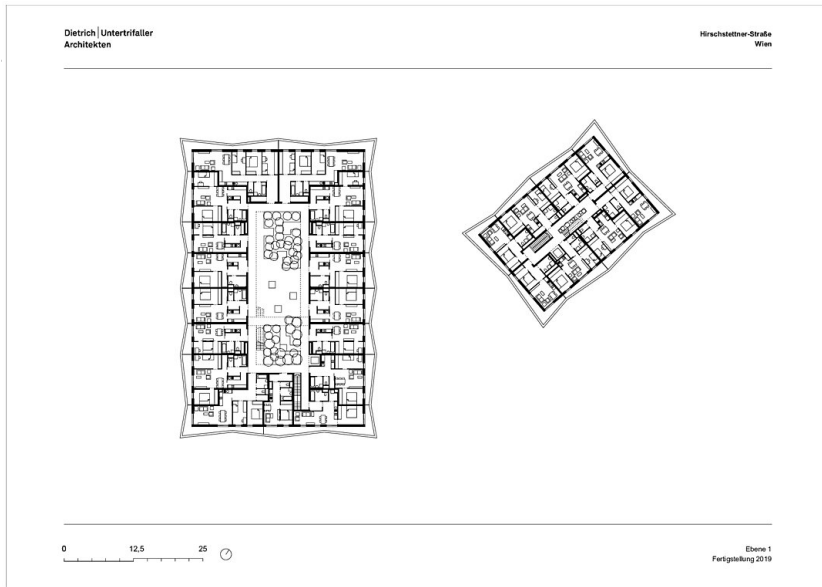 Dietrich | Untertrifaller
Architekten
Hirschstettner-Straße
Wien
0 12,5 25
Ebene 1
Fertigstellung 2019